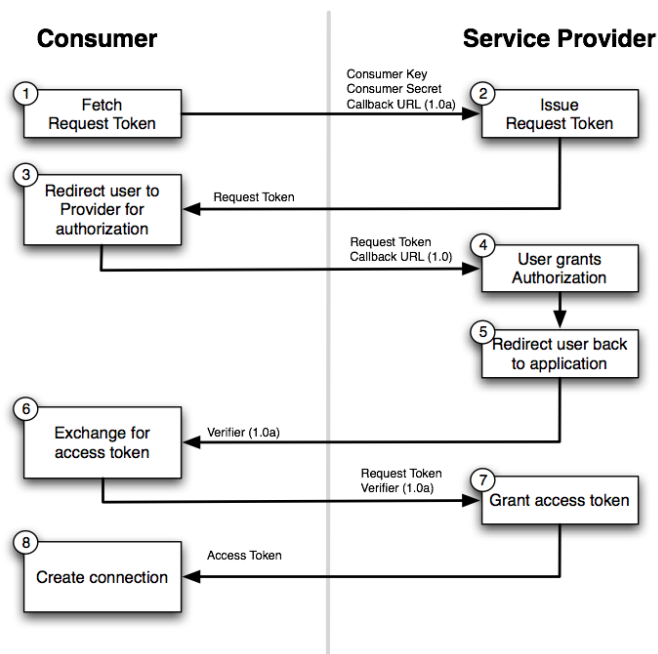 Consumer
Service Provider
Consumer Key
Consumer Secret
Callback URL (1.0a)
1
Fetch
Request Token
2
Issue
Request Token
3
Redirect user to
Provider for
authorization
Request Token
Request Token
Callback URL (1.0)
4
User grants
Authorization
5
Redirect user back
to application
6
Exchange for
access token
Verifier (1.0a)
Request Token
Verifier (1.0a)
7
Grant access token
8
Create connection
Access Token